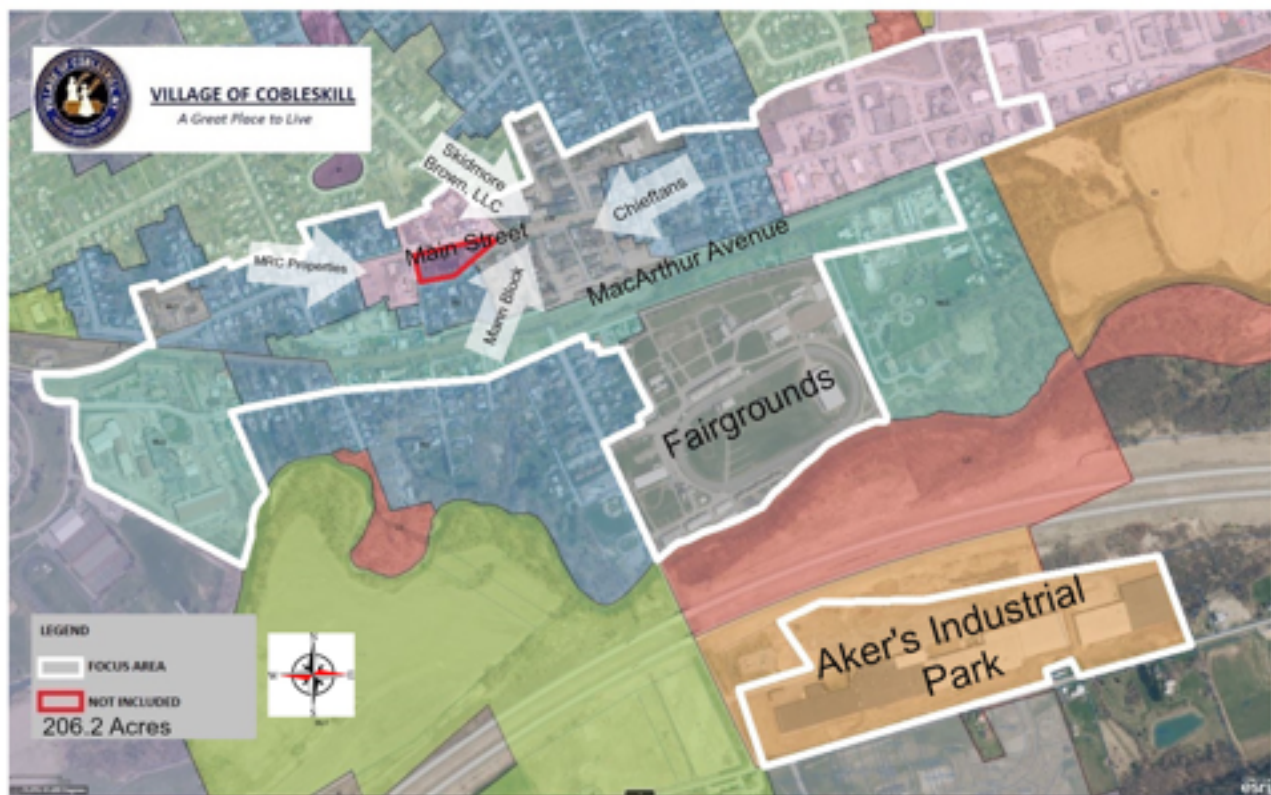 VILLAGE OF COBLESKILL
A Great Place to Live
Skidmore
Brown, LLC
Chieftans
Main Street
MRC Properties
MacArthur Avenue
Mann Block
Fairgrounds
Aker's Industrial
Park
LEGEND
FOCUS AREA
NOT INCLUDED
206.2 Acres
N
W
E
S
esri